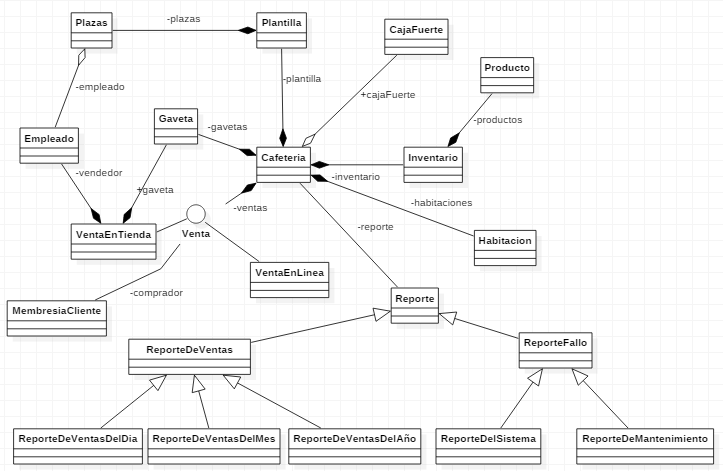 Plazas
-plazas
Plantilla
CajaFuerte
Producto
-empleado
-plantilla
+cajaFuerte
-productos
Gaveta
-gavetas
Empleado
Cafeteria
Inventario
-vendedor
+gaveta
-inventario
-habitaciones
-ventas
VentaEnTienda
Venta
-reporte
Habitacion
VentaEnLinea
-comprador
MembresiaCliente
Reporte
ReporteDeVentas
ReporteFallo
ReporteDeVentasDelDia
ReporteDeVentasDelMes
ReporteDeVentasDelAño
ReporteDelSistema
ReporteDeMantenimiento